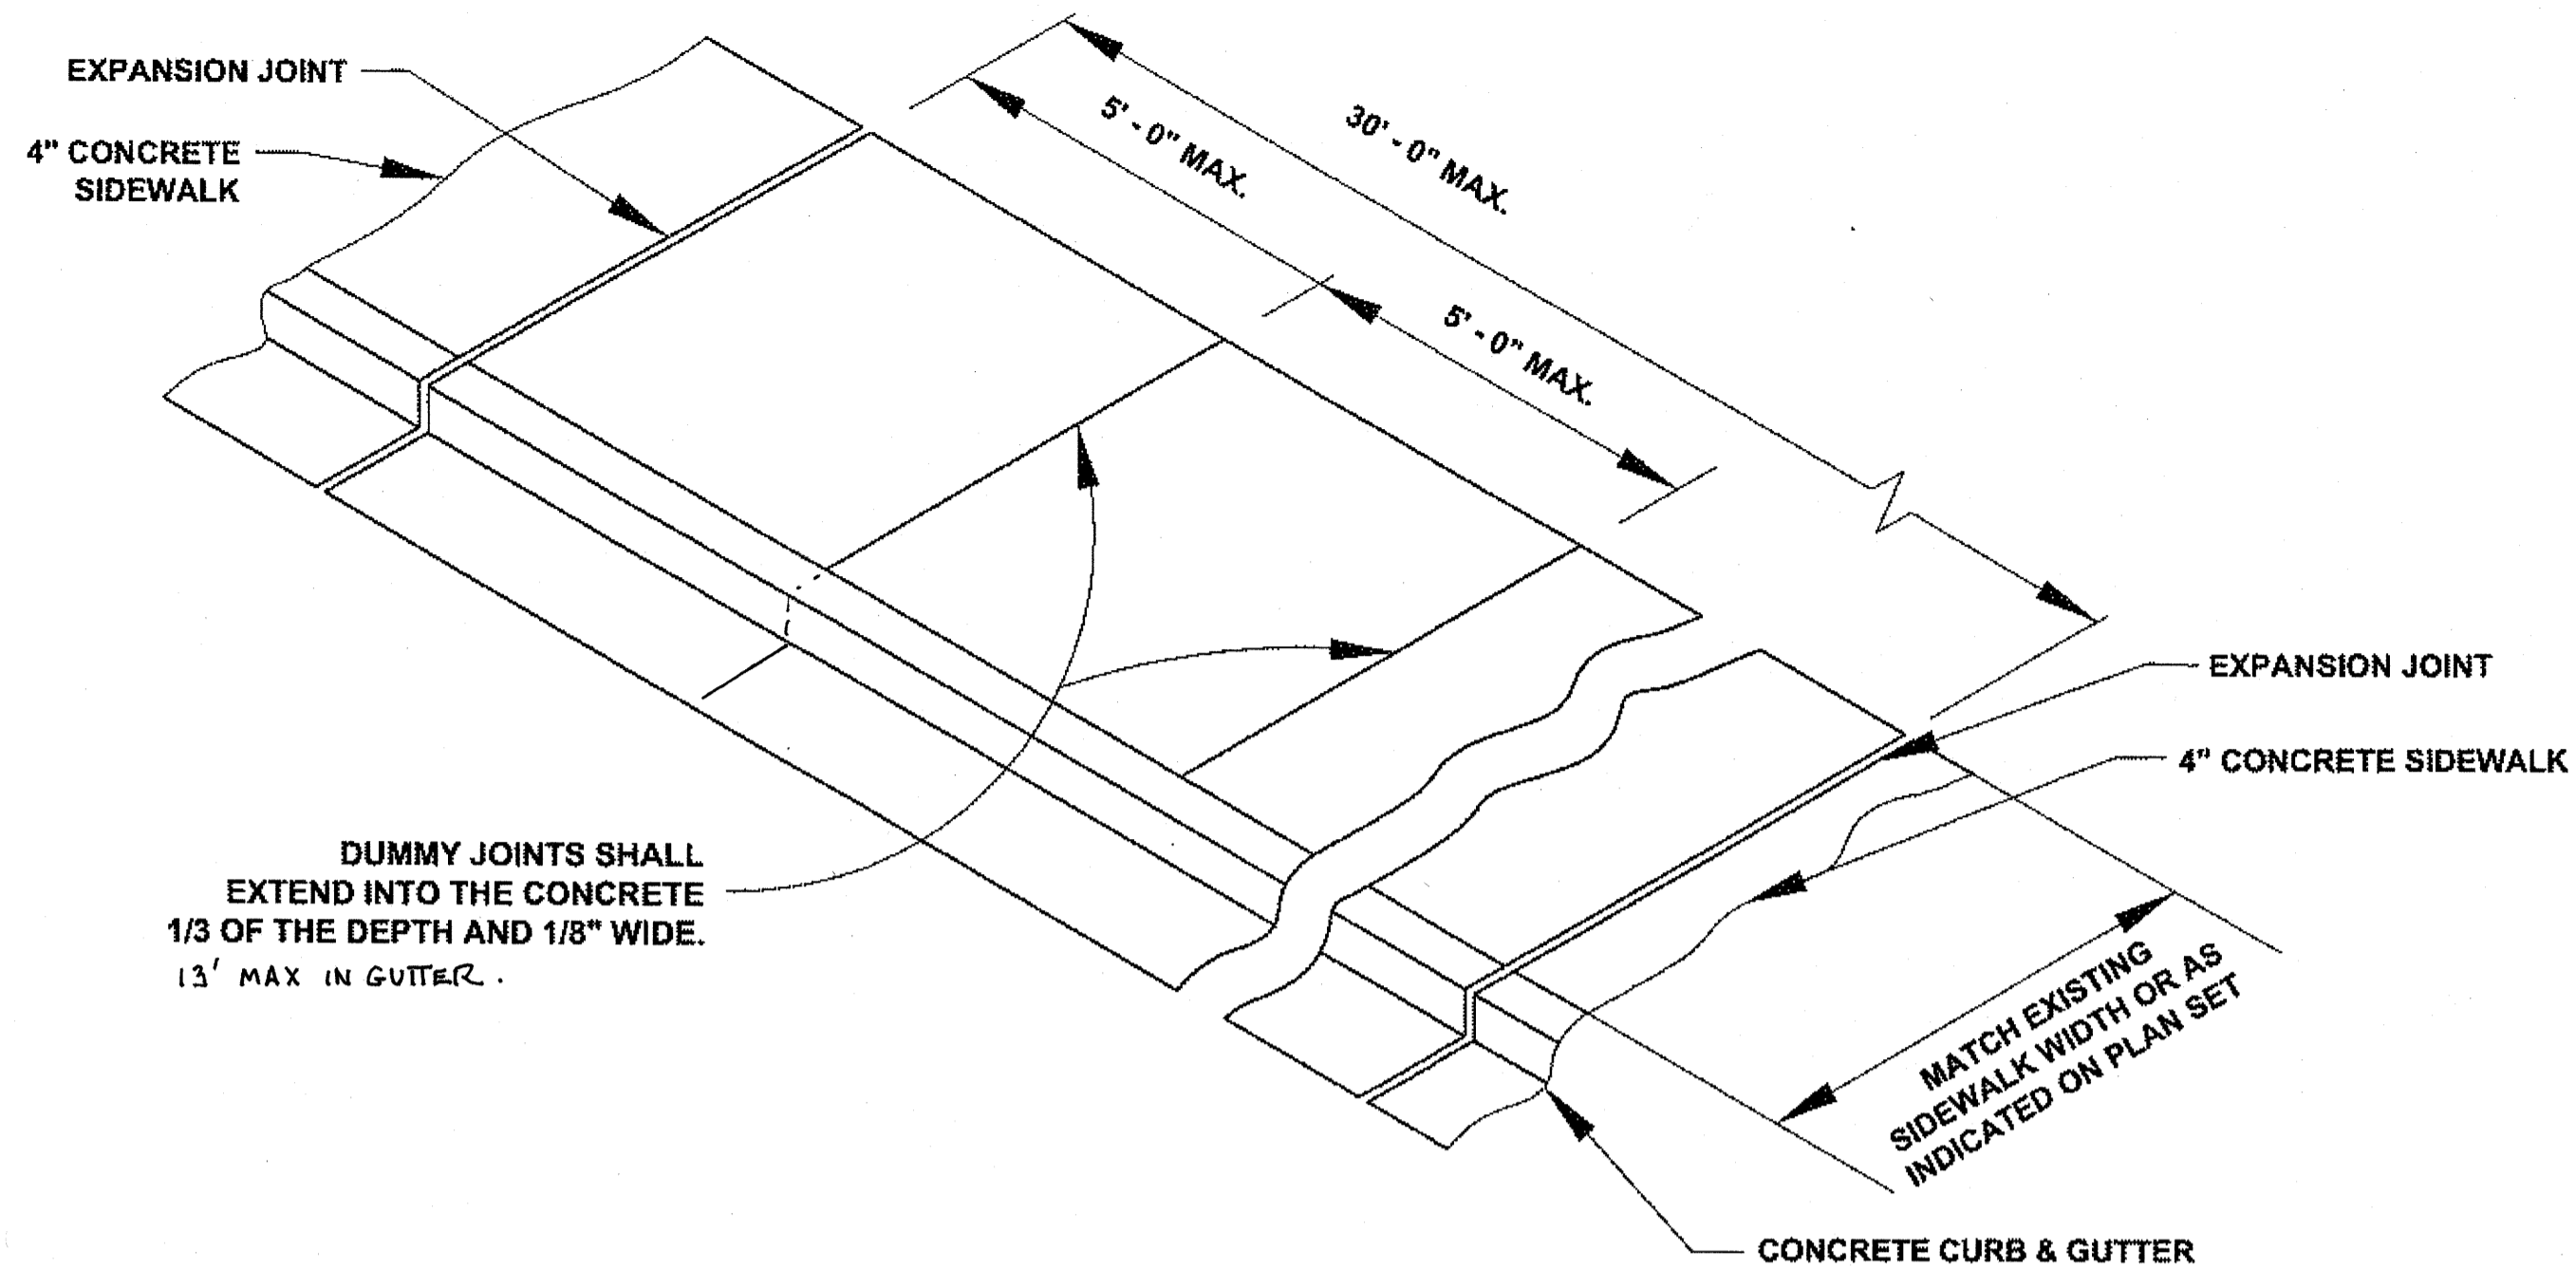 EXPANSION JOINT
4" CONCRETE
SIDEWALK
5' - 0" MAX.
30' - 0" MAX.
5' - 0" MAX.
EXPANSION JOINT
4" CONCRETE SIDEWALK
DUMMY JOINTS SHALL
EXTEND INTO THE CONCRETE
1/3 OF THE DEPTH AND 1/8" WIDE.
13' MAX IN GUTTER.
MATCH EXISTING
SIDEWALK WIDTH OR AS
INDICATED ON PLAN SET
CONCRETE CURB & GUTTER